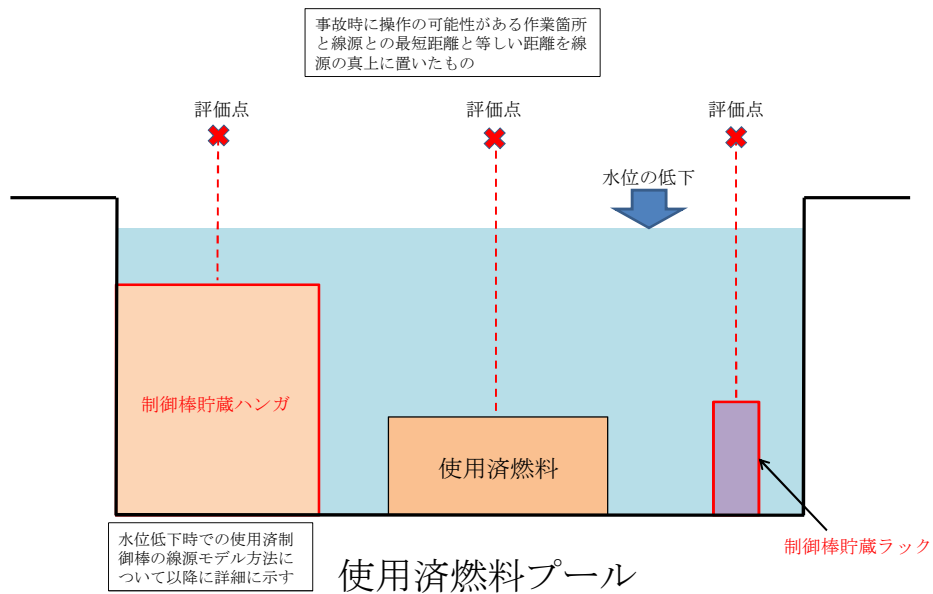 事故時に操作の可能性がある作業箇所
と線源との最短距離と等しい距離を線
源の真上に置いたもの
評価点
評価点
評価点
水位の低下
制御棒貯蔵ハンガ
使用済燃料
制御棒貯蔵ラック
水位低下時での使用済制
御棒の線源モデル方法に
ついて以降に詳細に示す
使用済燃料プール